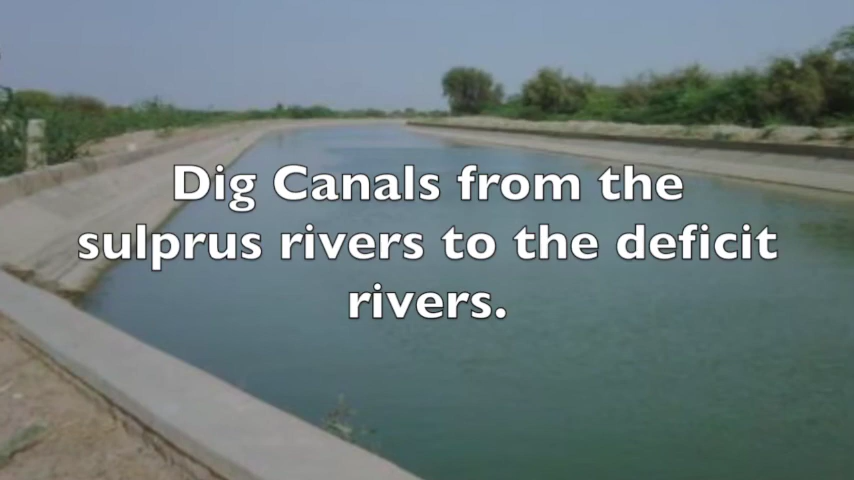 Dig Canals from the
sulprus rivers to the deficit
rivers.